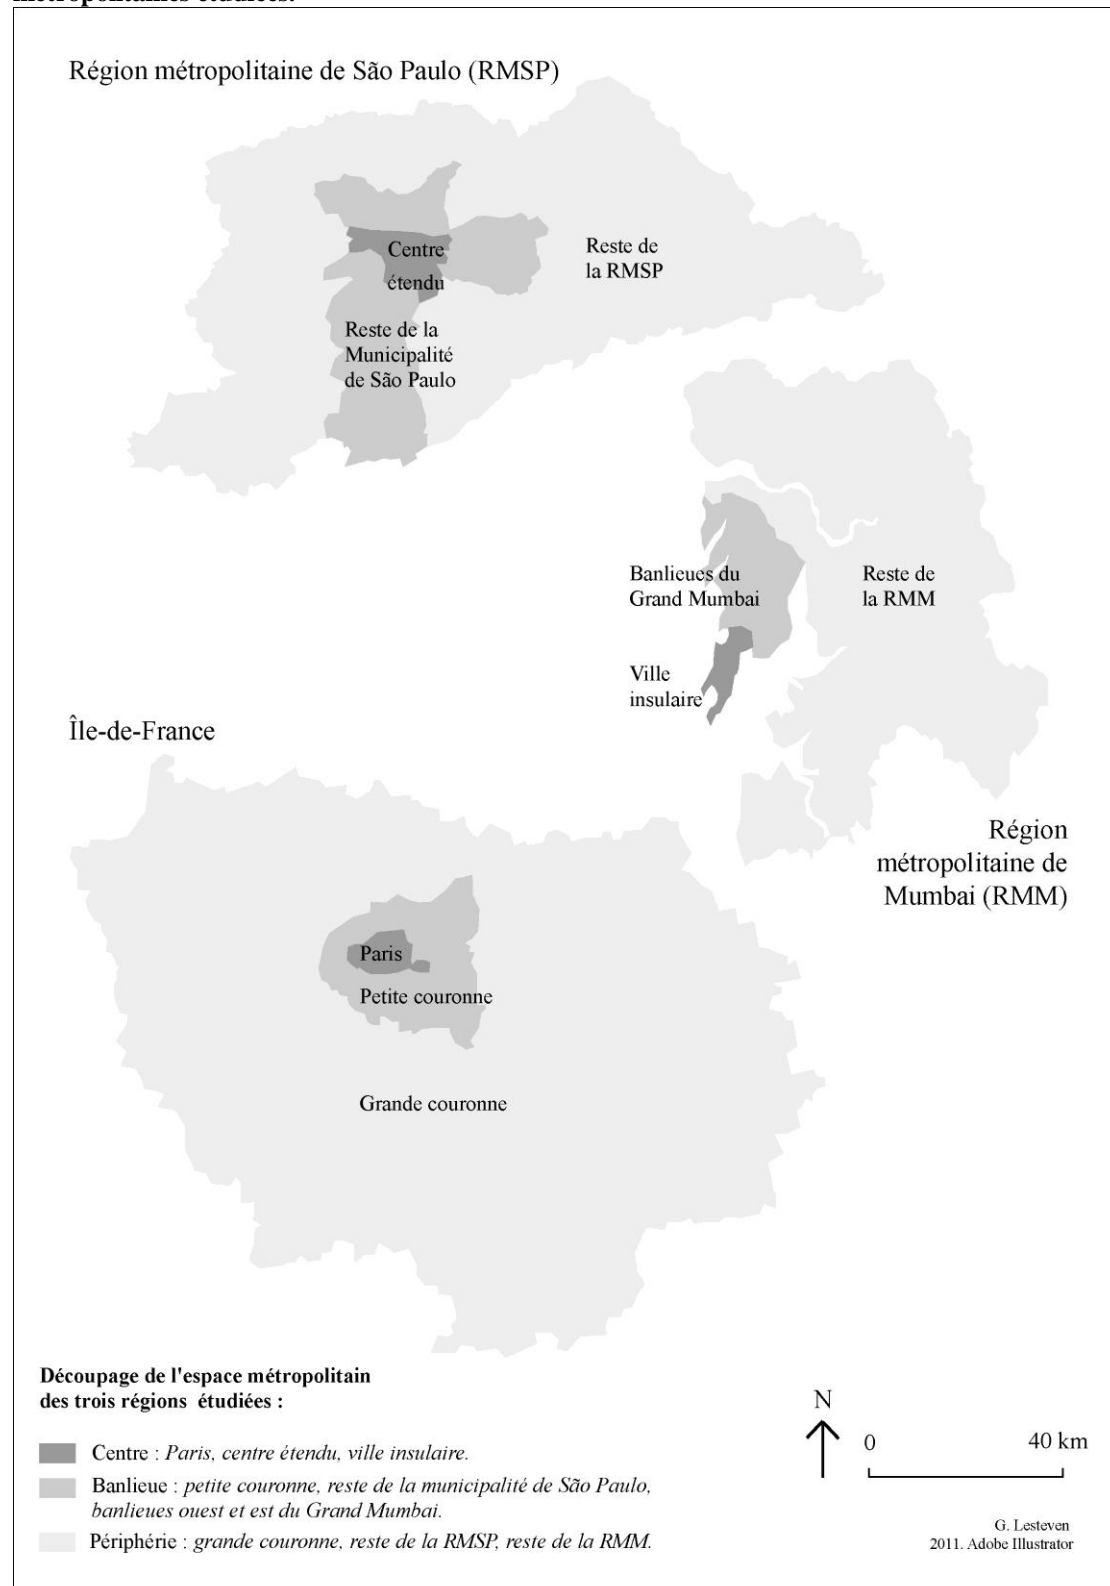 métropolitaines étudiées.
Région métropolitaine de São Paulo (RMSP)
Centre
étendu
Reste de
la RMSP
Reste de la
Municipalité
de São Paulo
Banlieues du
Grand Mumbai
Reste de
la RMM
Ville
insulaire
Île-de-France
Région
métropolitaine de
Mumbai (RMM)
Paris
Petite couronne
Grande couronne
Découpage de l'espace métropolitain
des trois régions étudiées :
Centre : Paris, centre étendu, ville insulaire.
Banlieue : petite couronne, reste de la municipalité de São Paulo,
banlieues ouest et est du Grand Mumbai.
Périphérie : grande couronne, reste de la RMSP, reste de la RMM.
N
0 40 km
G. Lesteven
2011. Adobe Illustrator